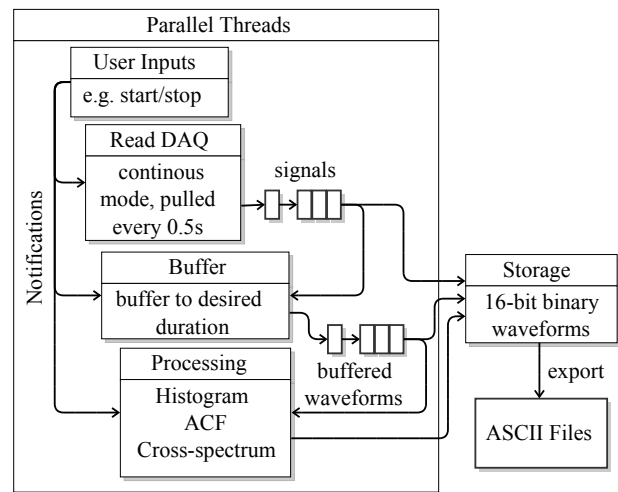 Parallel Threads
User Inputs
e.g. start/stop
Read DAQ
continous
mode, pulled
every 0.5s
signals
Notifications
Buffer
buffer to desired
duration
Storage
16-bit binary
waveforms
buffered
waveforms
Processing
Histogram
ACF
Cross-spectrum
export
ASCII Files